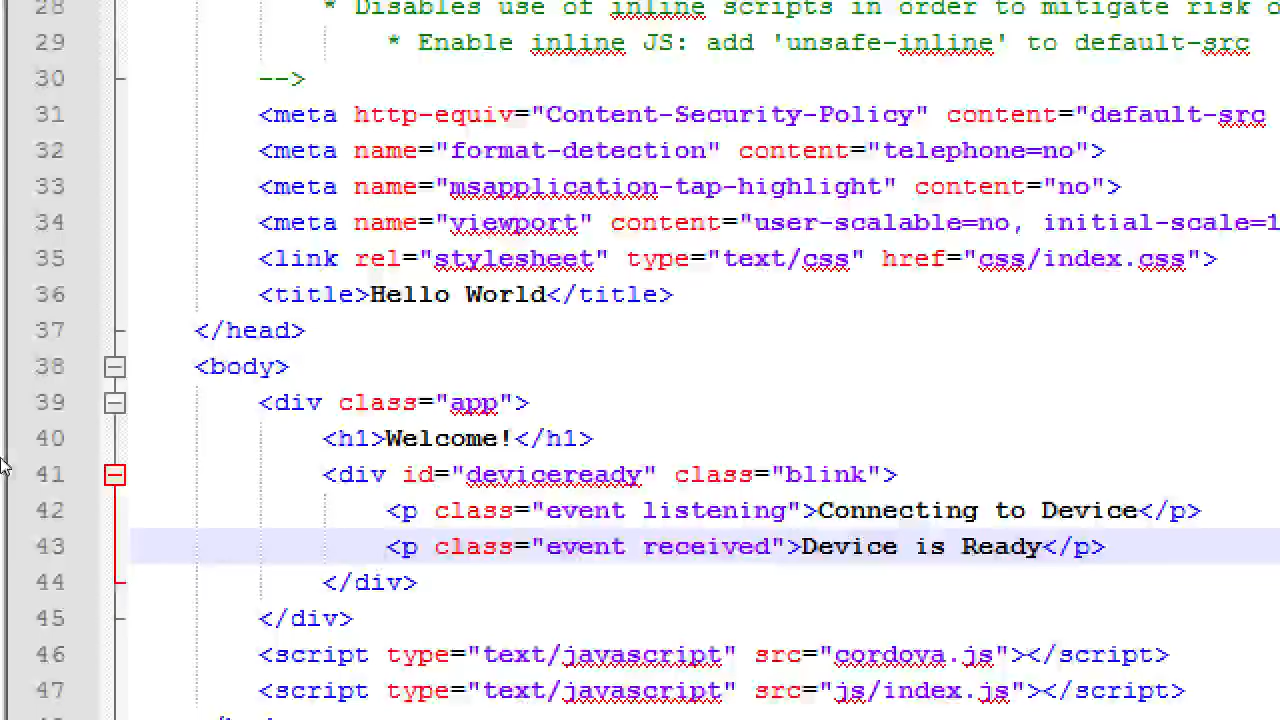 28 * Disables use of inline scripts in order to mitigate risk o
29 * Enable inline JS: add 'unsafe-inline' to default-src
30 -->
31 <meta http-equiv="Content-Security-Policy" content="default-src
32 <meta name="format-detection" content="telephone=no">
33 <meta name="msapplication-tap-highlight" content="no">
34 <meta name="viewport" content="user-scalable=no, initial-scale=1
35 <link rel="stylesheet" type="text/css" href="css/index.css">
36 <title>Hello World</title>
37 </head>
38 <body>
39 <div class="app">
40 <h1>Welcome!</h1>
41 <div id="deviceready" class="blink">
42 <p class="event listening">Connecting to Device</p>
43 <p class="event received">Device is Ready</p>
44 </div>
45 </div>
46 <script type="text/javascript" src="cordova.js"></script>
47 <script type="text/javascript" src="js/index.js"></script>